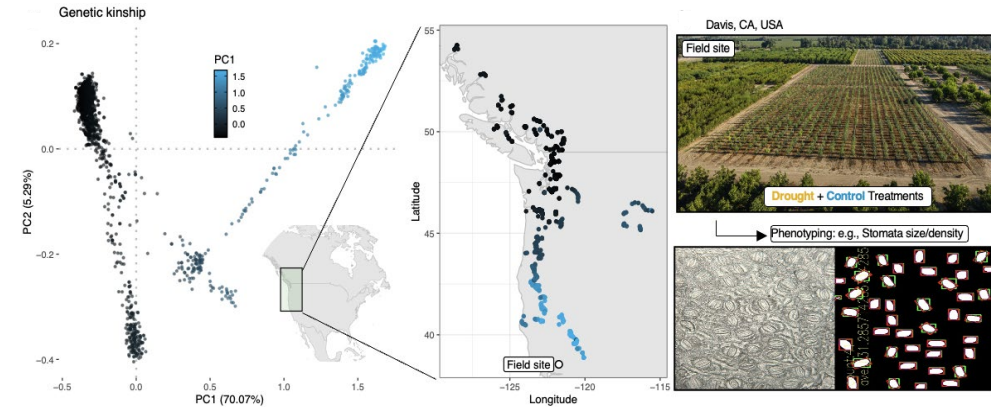 Genetic kinship
0.2
0.0
-0.2
-0.4
PC2 (5.29%)
-0.5
0.0
0.5
1.0
1.5
PC1 (70.07%)
PC1
1.5
1.0
0.5
0.0
55
50
45
40
Latitude
Field site
-125
-120
-115
Longitude
Davis, CA, USA
Field site
Drought + Control Treatments
Phenotyping: e.g., Stomata size/density